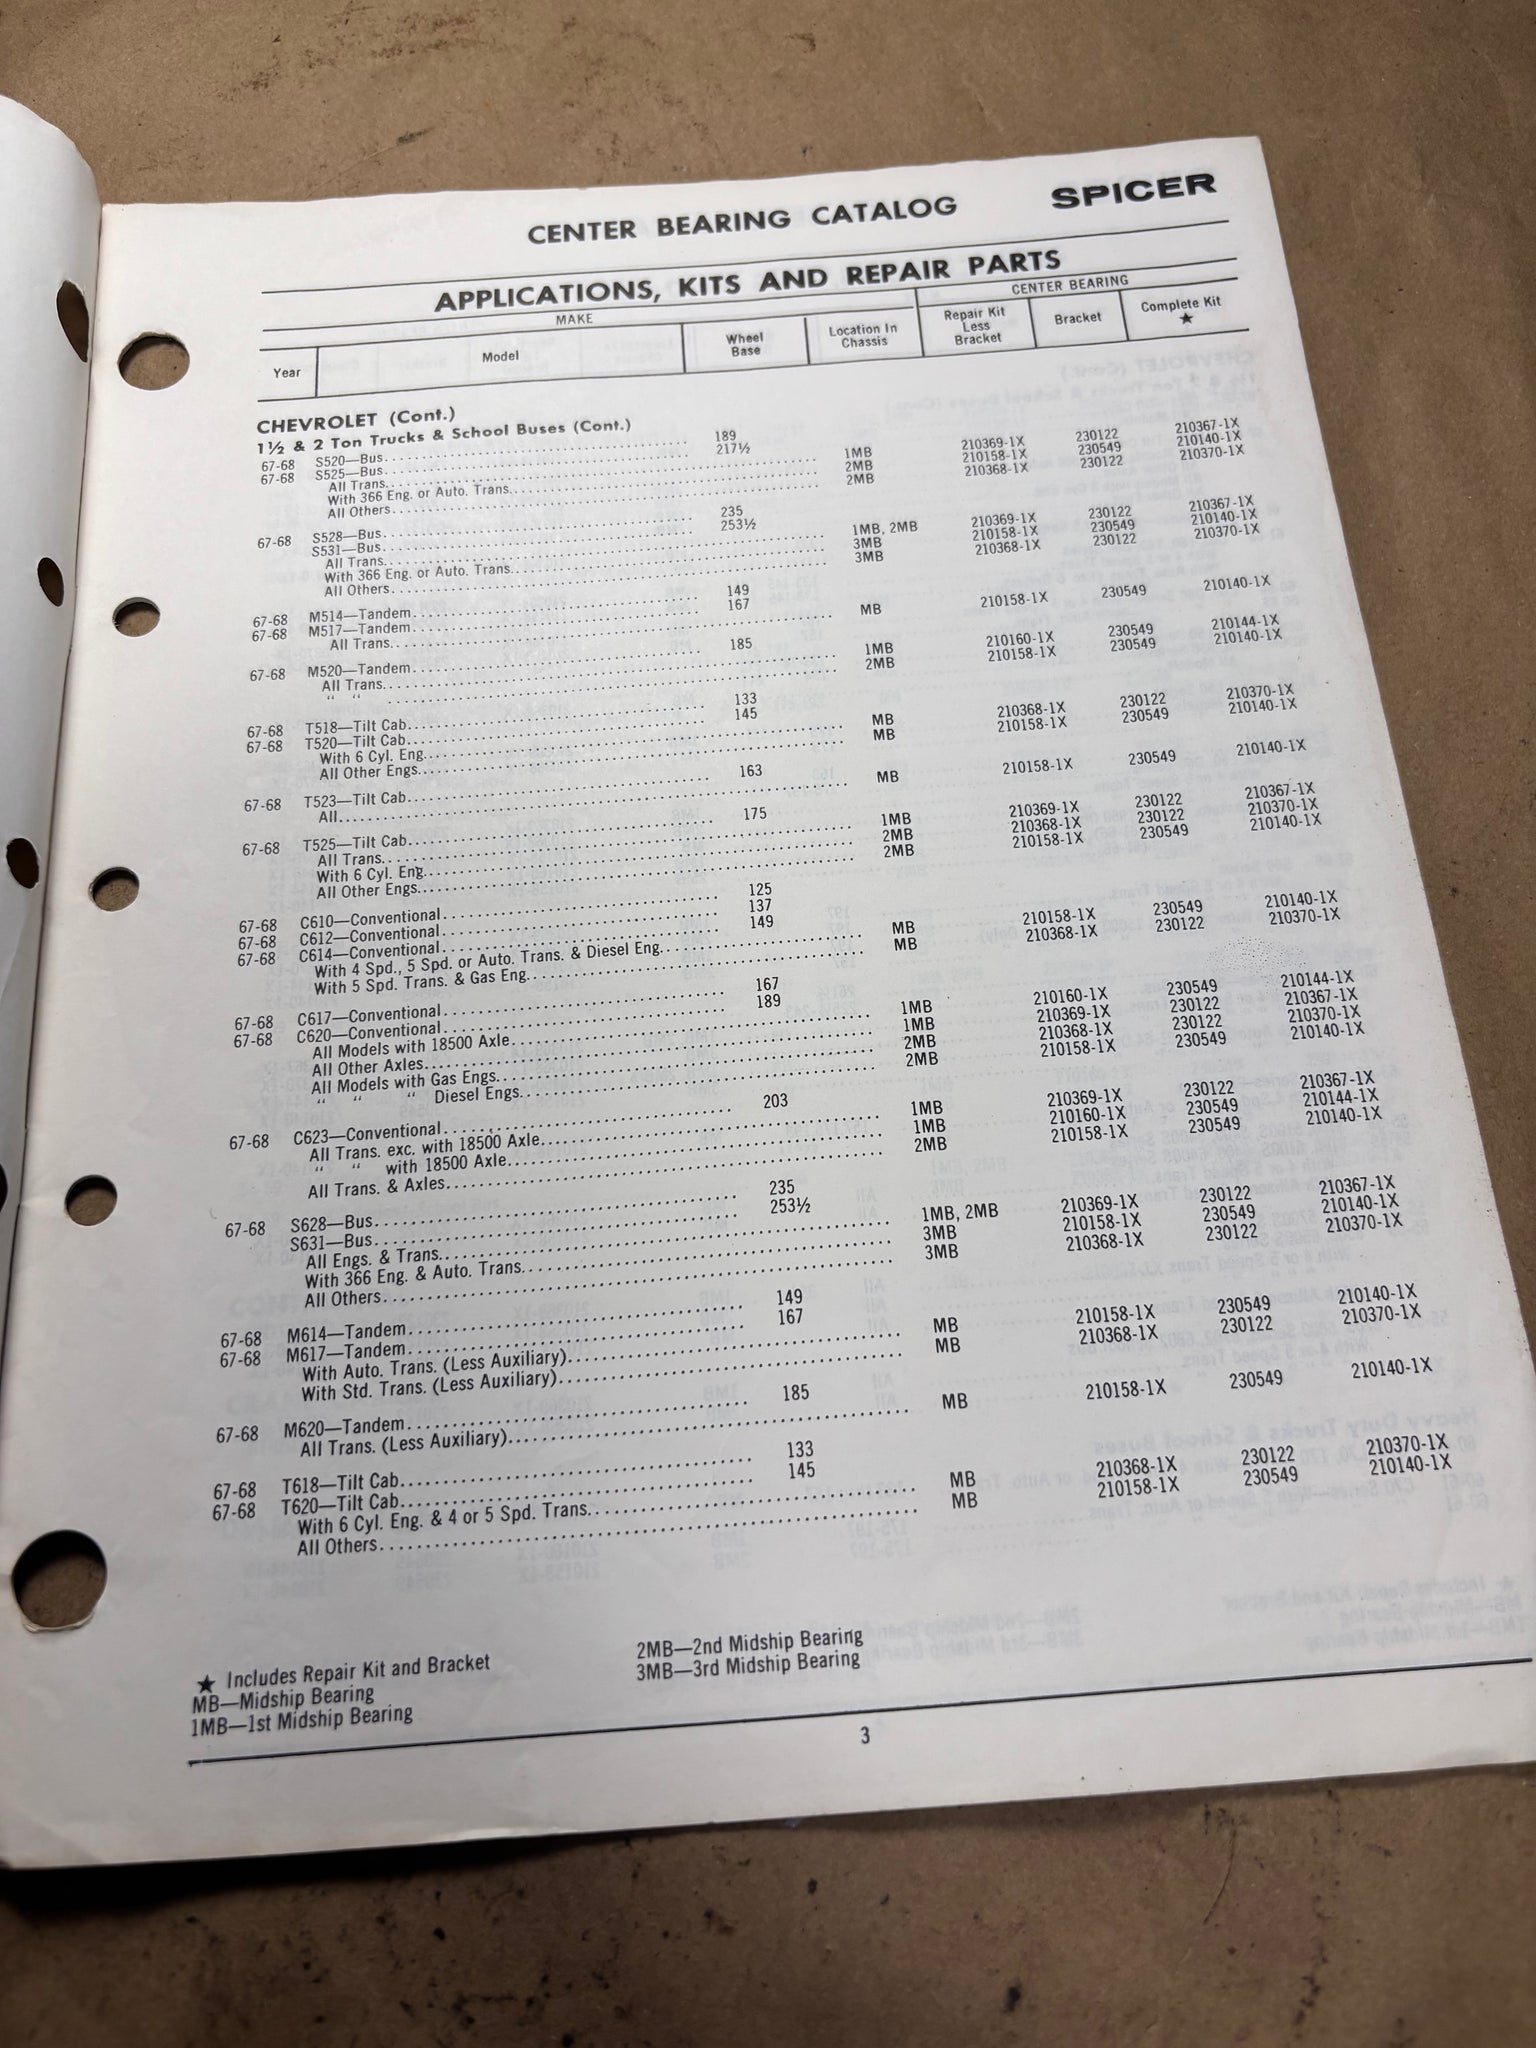 CENTER BEARING CATALOG SPICER
APPLICATIONS, KITS AND REPAIR PARTS
MAKE CENTER BEARING
Year Model Wheel Base Location In Chassis Repair Kit Less Bracket Bracket Complete Kit ★
CHEVROLET (Cont.)
1½ & 2 Ton Trucks & School Buses (Cont.)
67-68 S520—Bus 189
67-68 S525—Bus 217½
All Trans. 1MB 210369-1X 230122 210367-1X
With 366 Eng. or Auto. Trans. 2MB 210158-1X 230549 210140-1X
All Others 2MB 210368-1X 230122 210370-1X
67-68 S528—Bus 235
S531—Bus 253½
All Trans. 1MB, 2MB 210369-1X 230122 210367-1X
With 366 Eng. or Auto. Trans. 3MB 210158-1X 230549 210140-1X
All Others 3MB 210368-1X 230122 210370-1X
67-68 M514—Tandem 149
67-68 M517—Tandem 167
All Trans. MB 210158-1X 230549 210140-1X
67-68 M520—Tandem 185
All Trans. 1MB 210160-1X 230549 210144-1X
" " 2MB 210158-1X 230549 210140-1X
67-68 T518—Tilt Cab 133
67-68 T520—Tilt Cab 145
With 6 Cyl. Eng. MB 210368-1X 230122 210370-1X
All Other Engs. MB 210158-1X 230549 210140-1X
67-68 T523—Tilt Cab 163
All MB 210158-1X 230549 210140-1X
67-68 T525—Tilt Cab 175
All Trans. 1MB 210369-1X 230122 210367-1X
With 6 Cyl. Eng. 2MB 210368-1X 230122 210370-1X
All Other Engs. 2MB 210158-1X 230549 210140-1X
67-68 C610—Conventional 125
67-68 C612—Conventional 137
67-68 C614—Conventional 149
With 4 Spd., 5 Spd. or Auto. Trans. & Diesel Eng. MB 210158-1X 230549 210140-1X
With 5 Spd. Trans. & Gas Eng. MB 210368-1X 230122 210370-1X
67-68 C617—Conventional 167
67-68 C620—Conventional 189
All Models with 18500 Axle 1MB 210160-1X 230549 210144-1X
All Other Axles 1MB 210369-1X 230122 210367-1X
All Models with Gas Engs. 2MB 210368-1X 230122 210370-1X
" " " Diesel Engs. 2MB 210158-1X 230549 210140-1X
67-68 C623—Conventional 203
All Trans. exc. with 18500 Axle 1MB 210369-1X 230122 210367-1X
" " with 18500 Axle 1MB 210160-1X 230549 210144-1X
All Trans. & Axles 2MB 210158-1X 230549 210140-1X
67-68 S628—Bus 235
S631—Bus 253½
All Engs. & Trans. 1MB, 2MB 210369-1X 230122 210367-1X
With 366 Eng. & Auto. Trans. 3MB 210158-1X 230549 210140-1X
All Others 3MB 210368-1X 230122 210370-1X
67-68 M614—Tandem 149
67-68 M617—Tandem 167
With Auto. Trans. (Less Auxiliary) MB 210158-1X 230549 210140-1X
With Std. Trans. (Less Auxiliary) MB 210368-1X 230122 210370-1X
67-68 M620—Tandem 185
All Trans. (Less Auxiliary) MB 210158-1X 230549 210140-1X
67-68 T618—Tilt Cab 133
67-68 T620—Tilt Cab 145
With 6 Cyl. Eng. & 4 or 5 Spd. Trans. MB 210368-1X 230122 210370-1X
All Others MB 210158-1X 230549 210140-1X
★ Includes Repair Kit and Bracket
MB—Midship Bearing
1MB—1st Midship Bearing
2MB—2nd Midship Bearing
3MB—3rd Midship Bearing
3